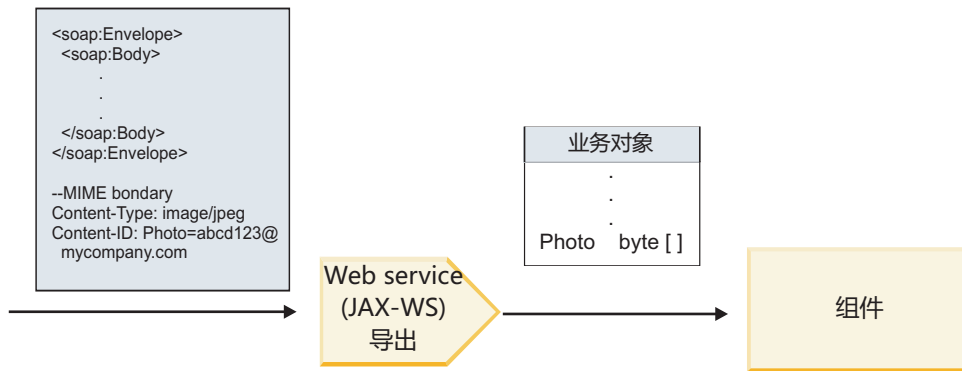 <soap:Envelope>
<soap:Body>
.
.
.
</soap:Body>
</soap:Envelope>
--MIME bondary
Content-Type: image/jpeg
Content-ID: Photo=abcd123@
mycompany.com
业务对象
.
.
.
Photo byte [ ]
Web service
(JAX-WS)
导出
组件